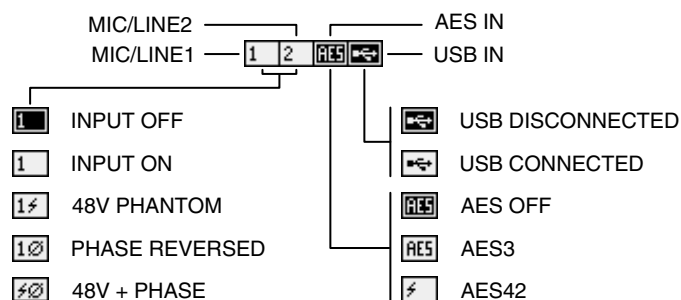 MIC/LINE2 AES IN
MIC/LINE1 1 2 AES USB IN
1 INPUT OFF USB DISCONNECTED
1 INPUT ON USB CONNECTED
1 48V PHANTOM AES AES OFF
1Ø PHASE REVERSED AES AES3
Ø 48V + PHASE AES42